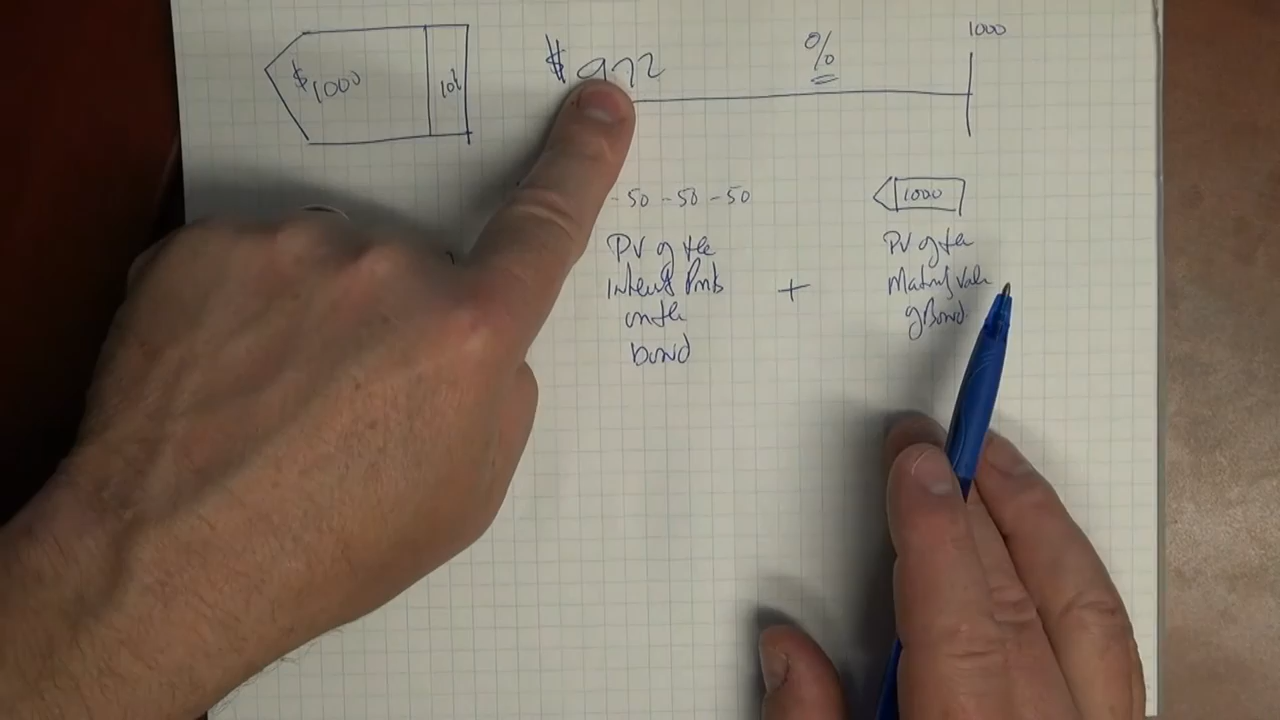 $1000
$ 972
%
1000
- 50 - 50 - 50
1000
PV of the
Interest Pmts
on the
bond
+
PV of the
Maturity Value
of Bond.